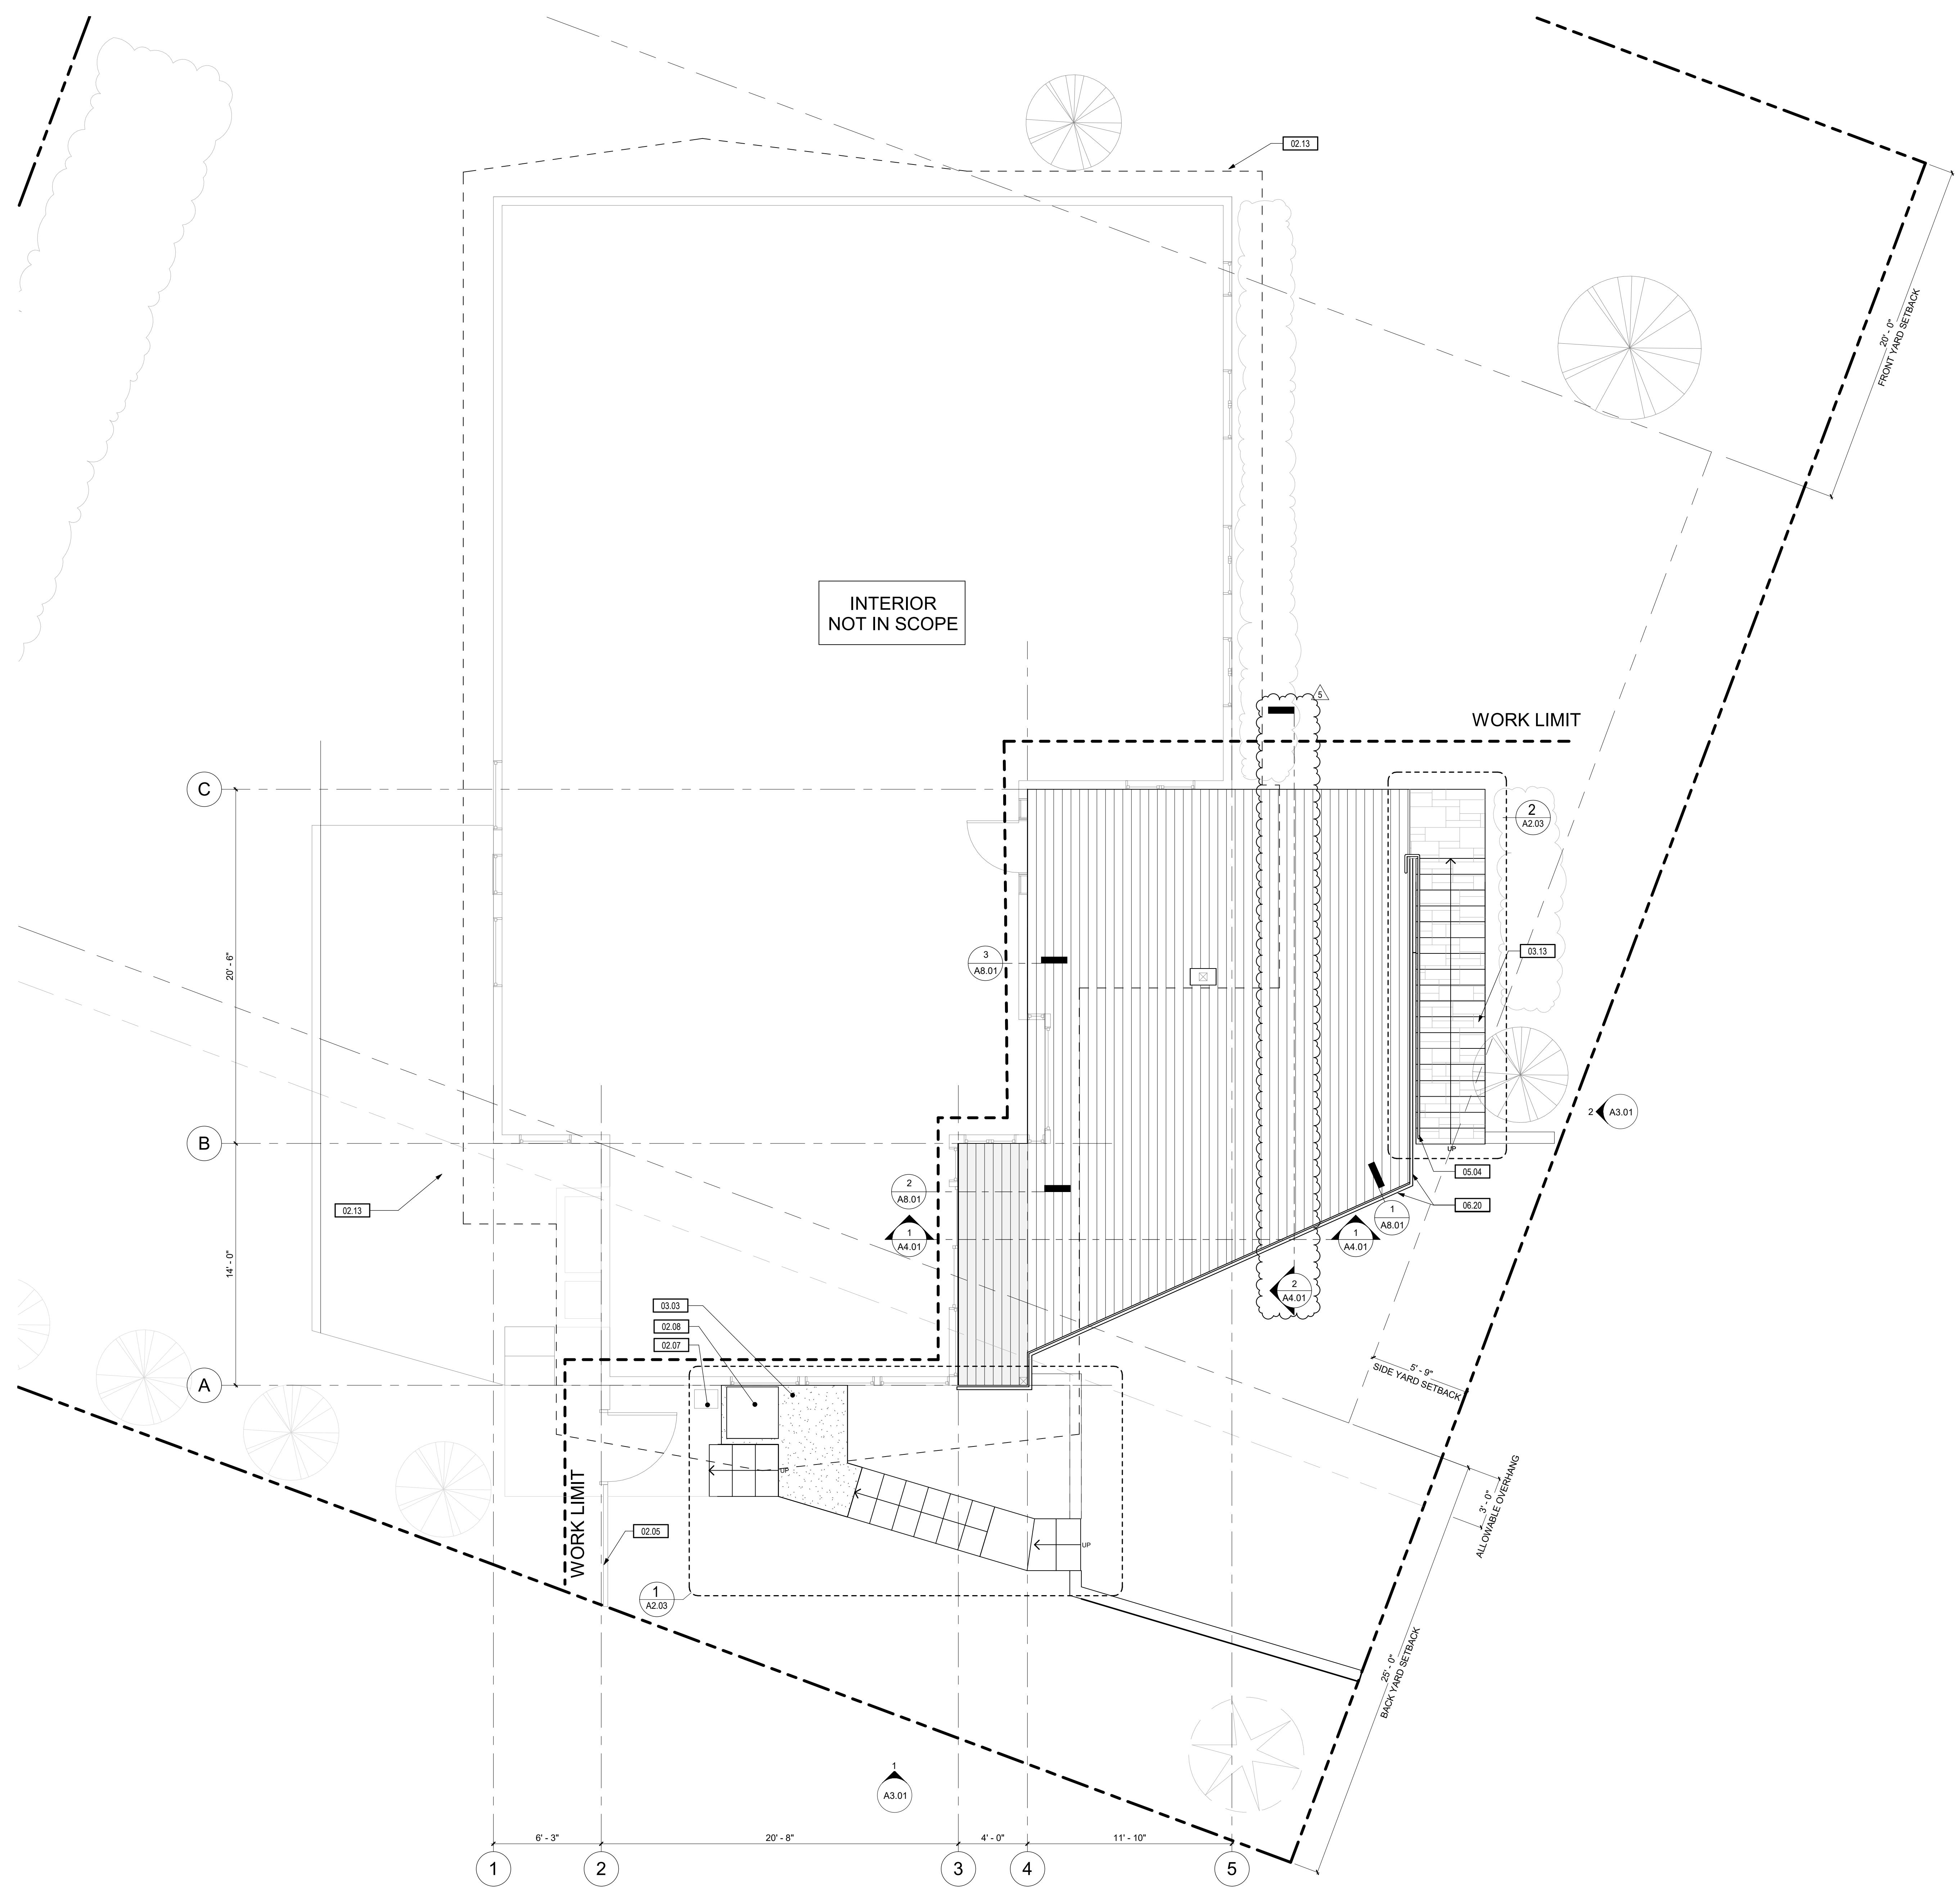 02.13
20' - 0"
FRONT YARD SETBACK
INTERIOR
NOT IN SCOPE
5
WORK LIMIT
C
2
A2.03
20' - 6"
3
A8.01
03.13
2
A3.01
B
UP
05.04
02.13
2
A8.01
06.20
1
A8.01
1
A4.01
1
A4.01
14' - 0"
2
A4.01
03.03
02.08
02.07
5' - 9"
SIDE YARD SETBACK
A
UP
3' - 0"
ALLOWABLE OVERHANG
WORK LIMIT
02.05
UP
1
A2.03
25' - 0"
BACK YARD SETBACK
1
A3.01
6' - 3"
20' - 8"
4' - 0"
11' - 10"
1
2
3
4
5